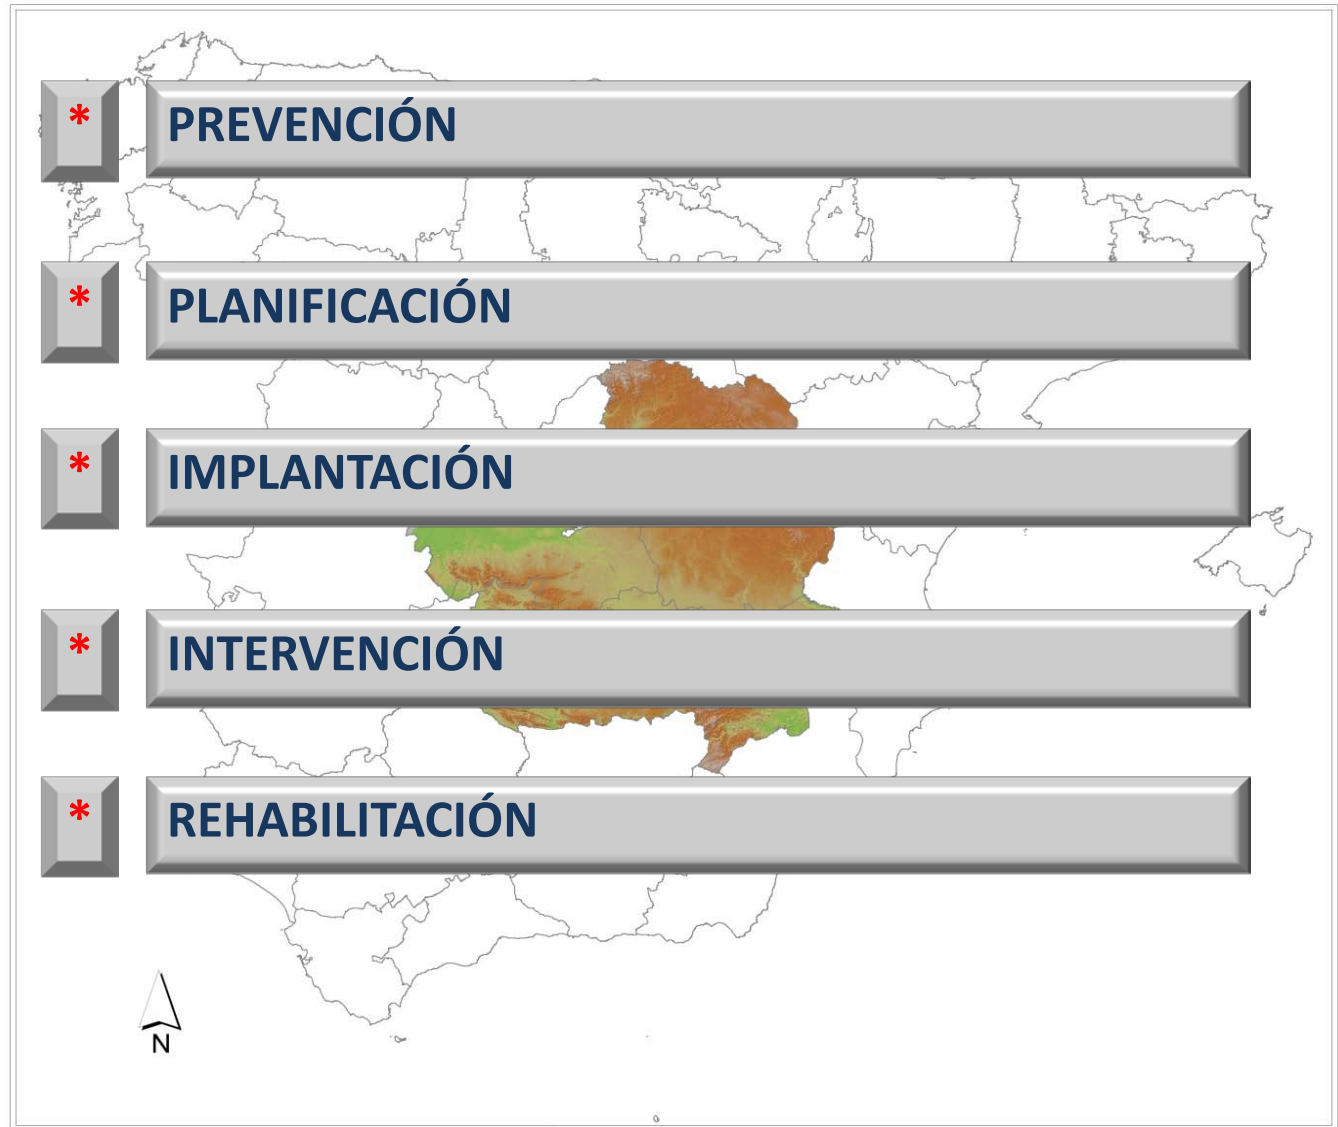 * PREVENCIÓN
* PLANIFICACIÓN
* IMPLANTACIÓN
* INTERVENCIÓN
* REHABILITACIÓN
N